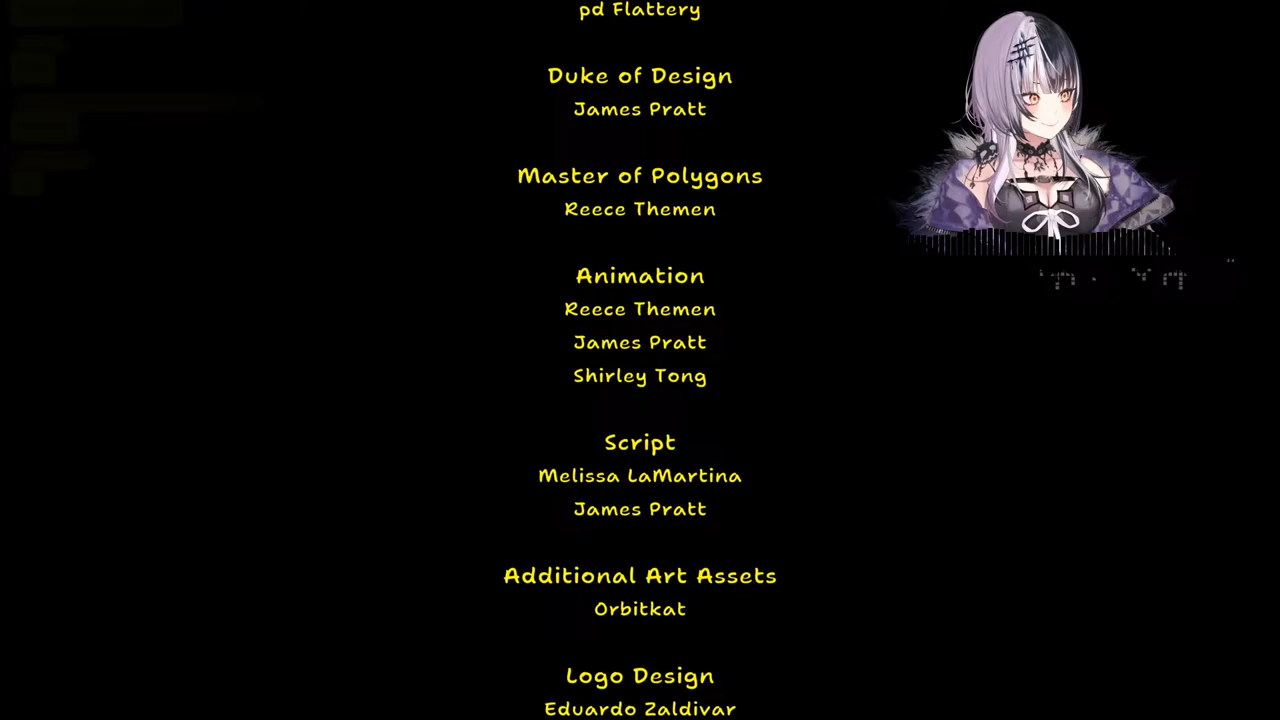 pd Flattery
Duke of Design
James Pratt
Master of Polygons
Reece Themen
Animation
Reece Themen
James Pratt
Shirley Tong
Script
Melissa LaMartina
James Pratt
Additional Art Assets
Orbitkat
Logo Design
Eduardo Zaldivar